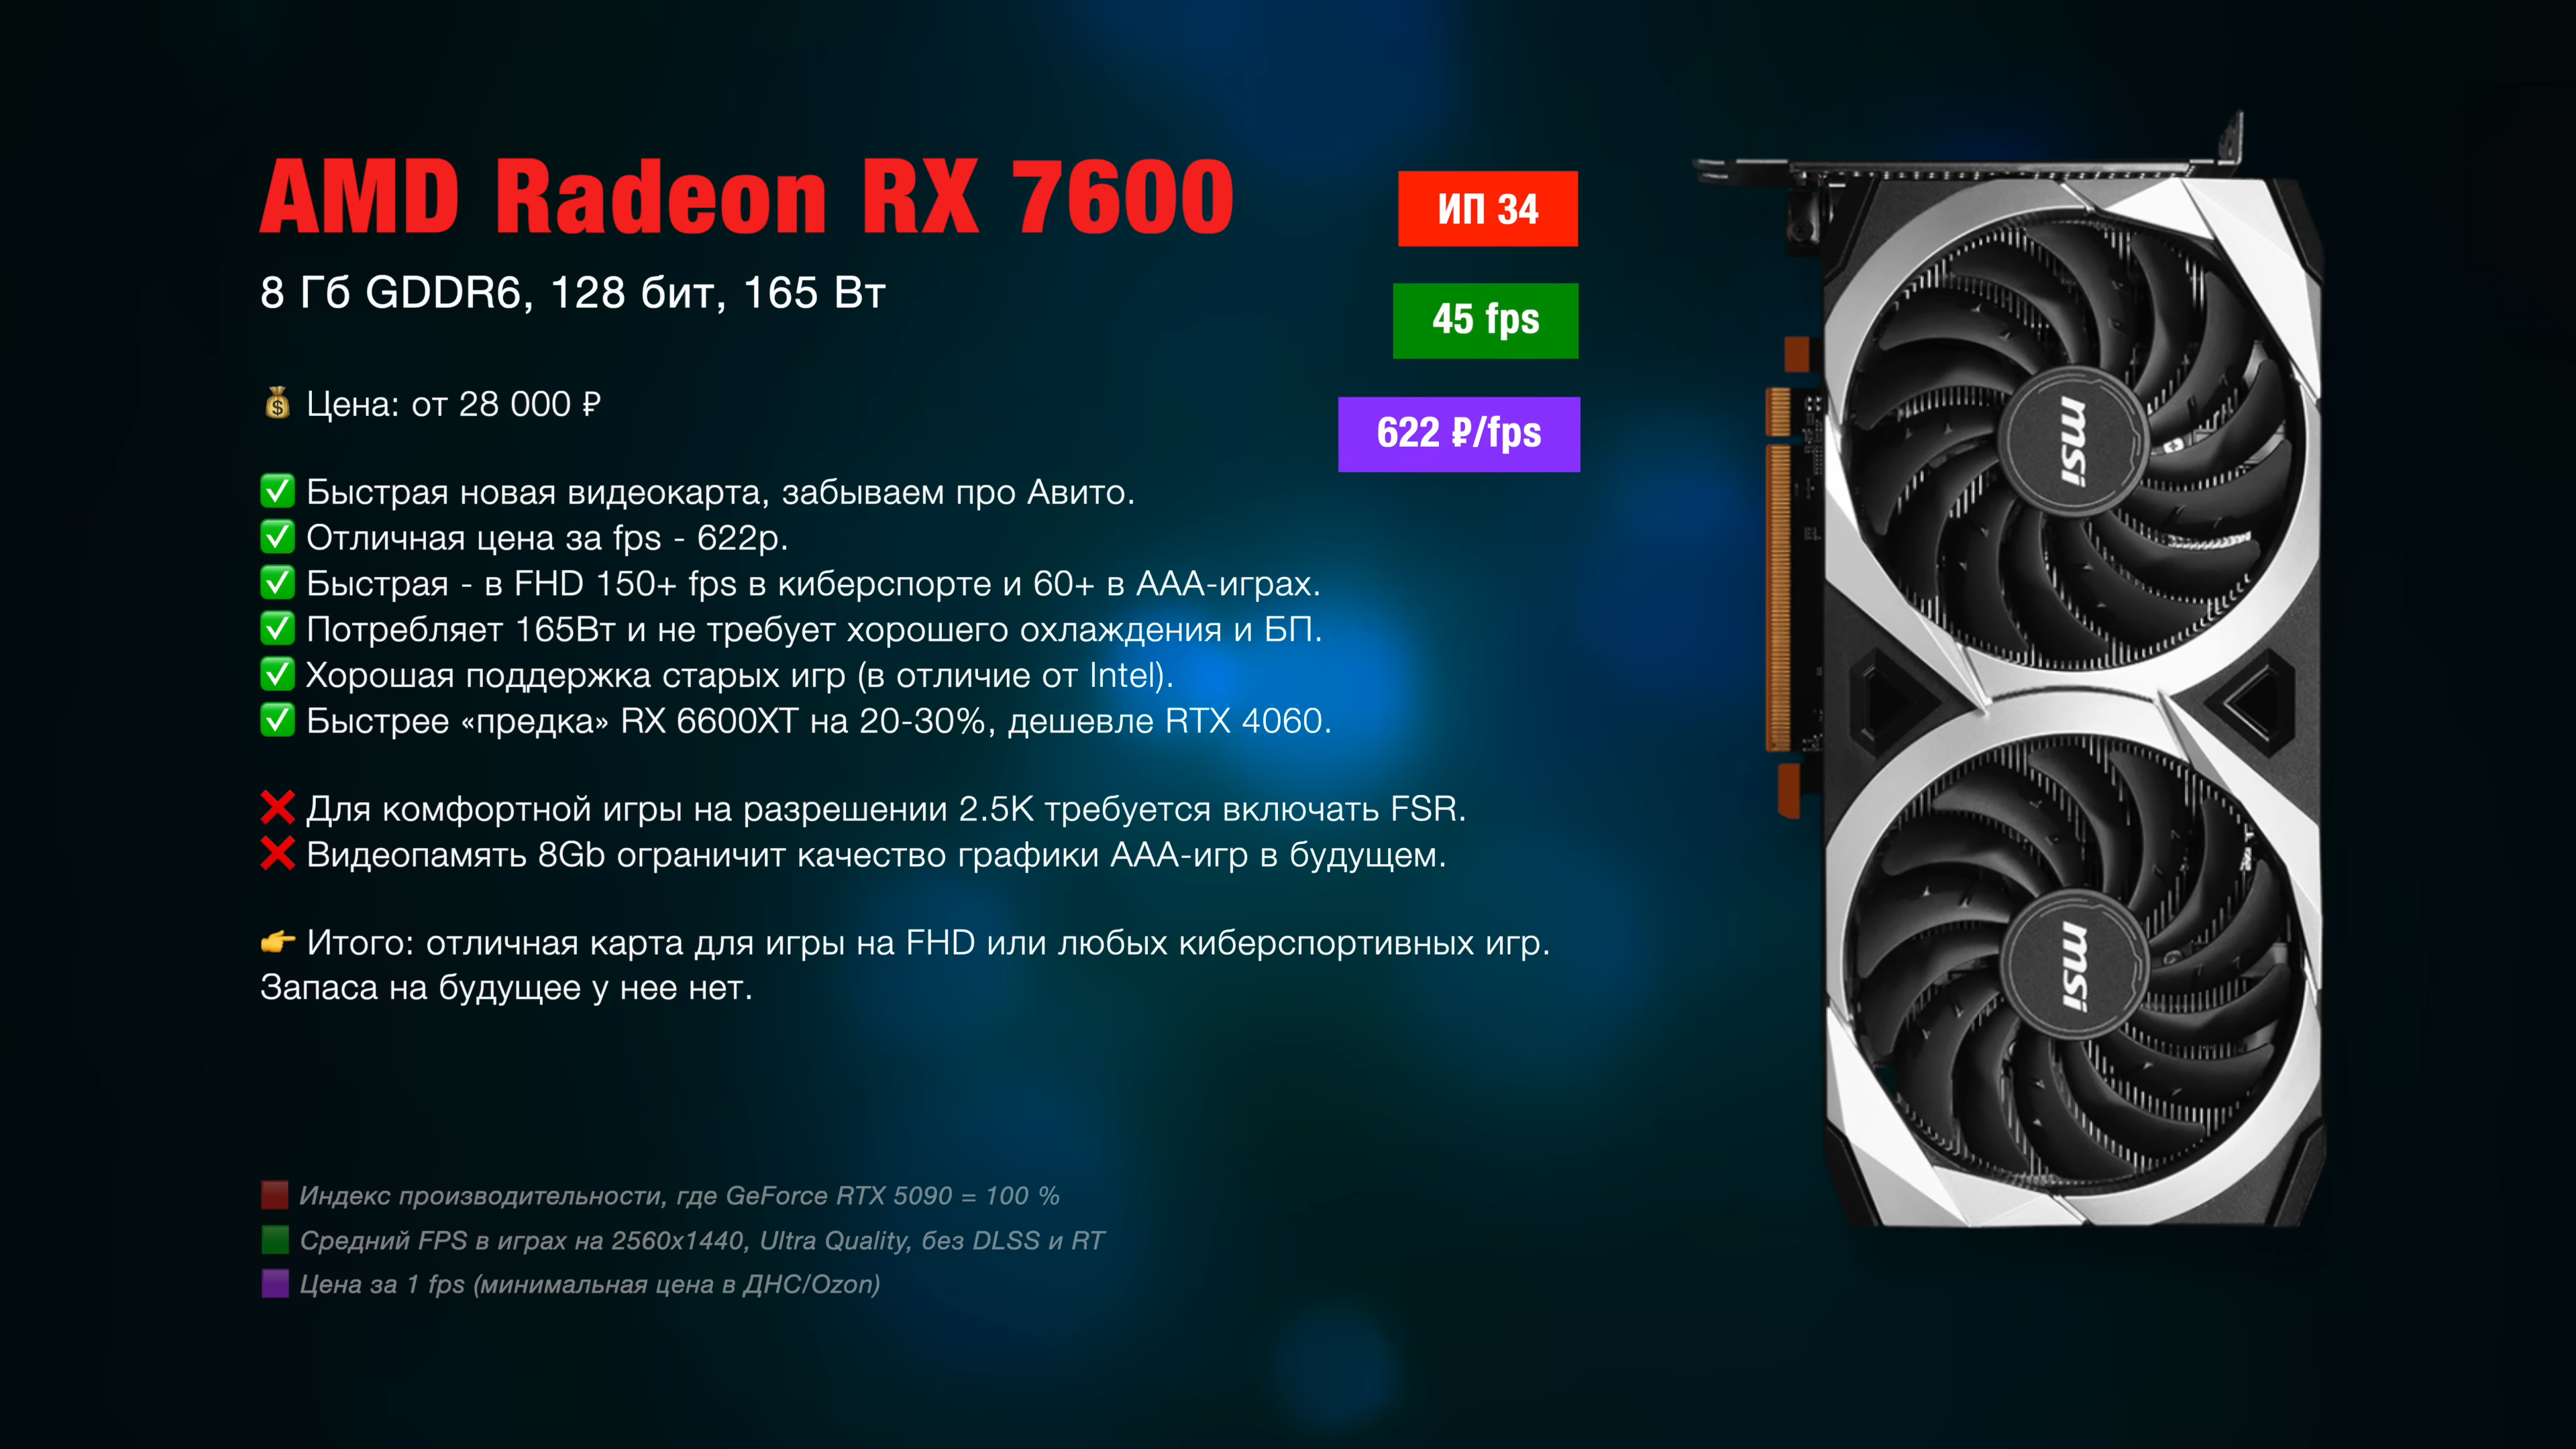 AMD Radeon RX 7600
8 Гб GDDR6, 128 бит, 165 Вт
ИП 34
45 fps
622 ₽/fps
💰 Цена: от 28 000 ₽
✅ Быстрая новая видеокарта, забываем про Авито.
✅ Отличная цена за fps - 622р.
✅ Быстрая - в FHD 150+ fps в киберспорте и 60+ в ААА-играх.
✅ Потребляет 165Вт и не требует хорошего охлаждения и БП.
✅ Хорошая поддержка старых игр (в отличие от Intel).
✅ Быстрее «предка» RX 6600XT на 20-30%, дешевле RTX 4060.
❌ Для комфортной игры на разрешении 2.5К требуется включать FSR.
❌ Видеопамять 8Gb ограничит качество графики ААА-игр в будущем.
👉 Итого: отличная карта для игры на FHD или любых киберспортивных игр.
Запаса на будущее у нее нет.
🟥 Индекс производительности, где GeForce RTX 5090 = 100 %
🟩 Средний FPS в играх на 2560x1440, Ultra Quality, без DLSS и RT
🟪 Цена за 1 fps (минимальная цена в ДНС/Ozon)
msi
msi